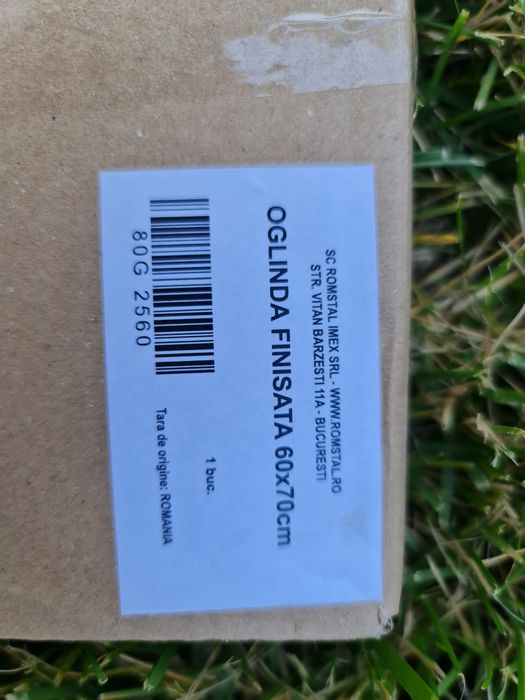 SC ROMSTAL IMEX SRL - WWW.ROMSTAL.RO
STR. VITAN BARZESTI 11A - BUCURESTI
OGLINDA FINISATA 60x70cm
1 buc.
80G 2560
Tara de origine: ROMANIA